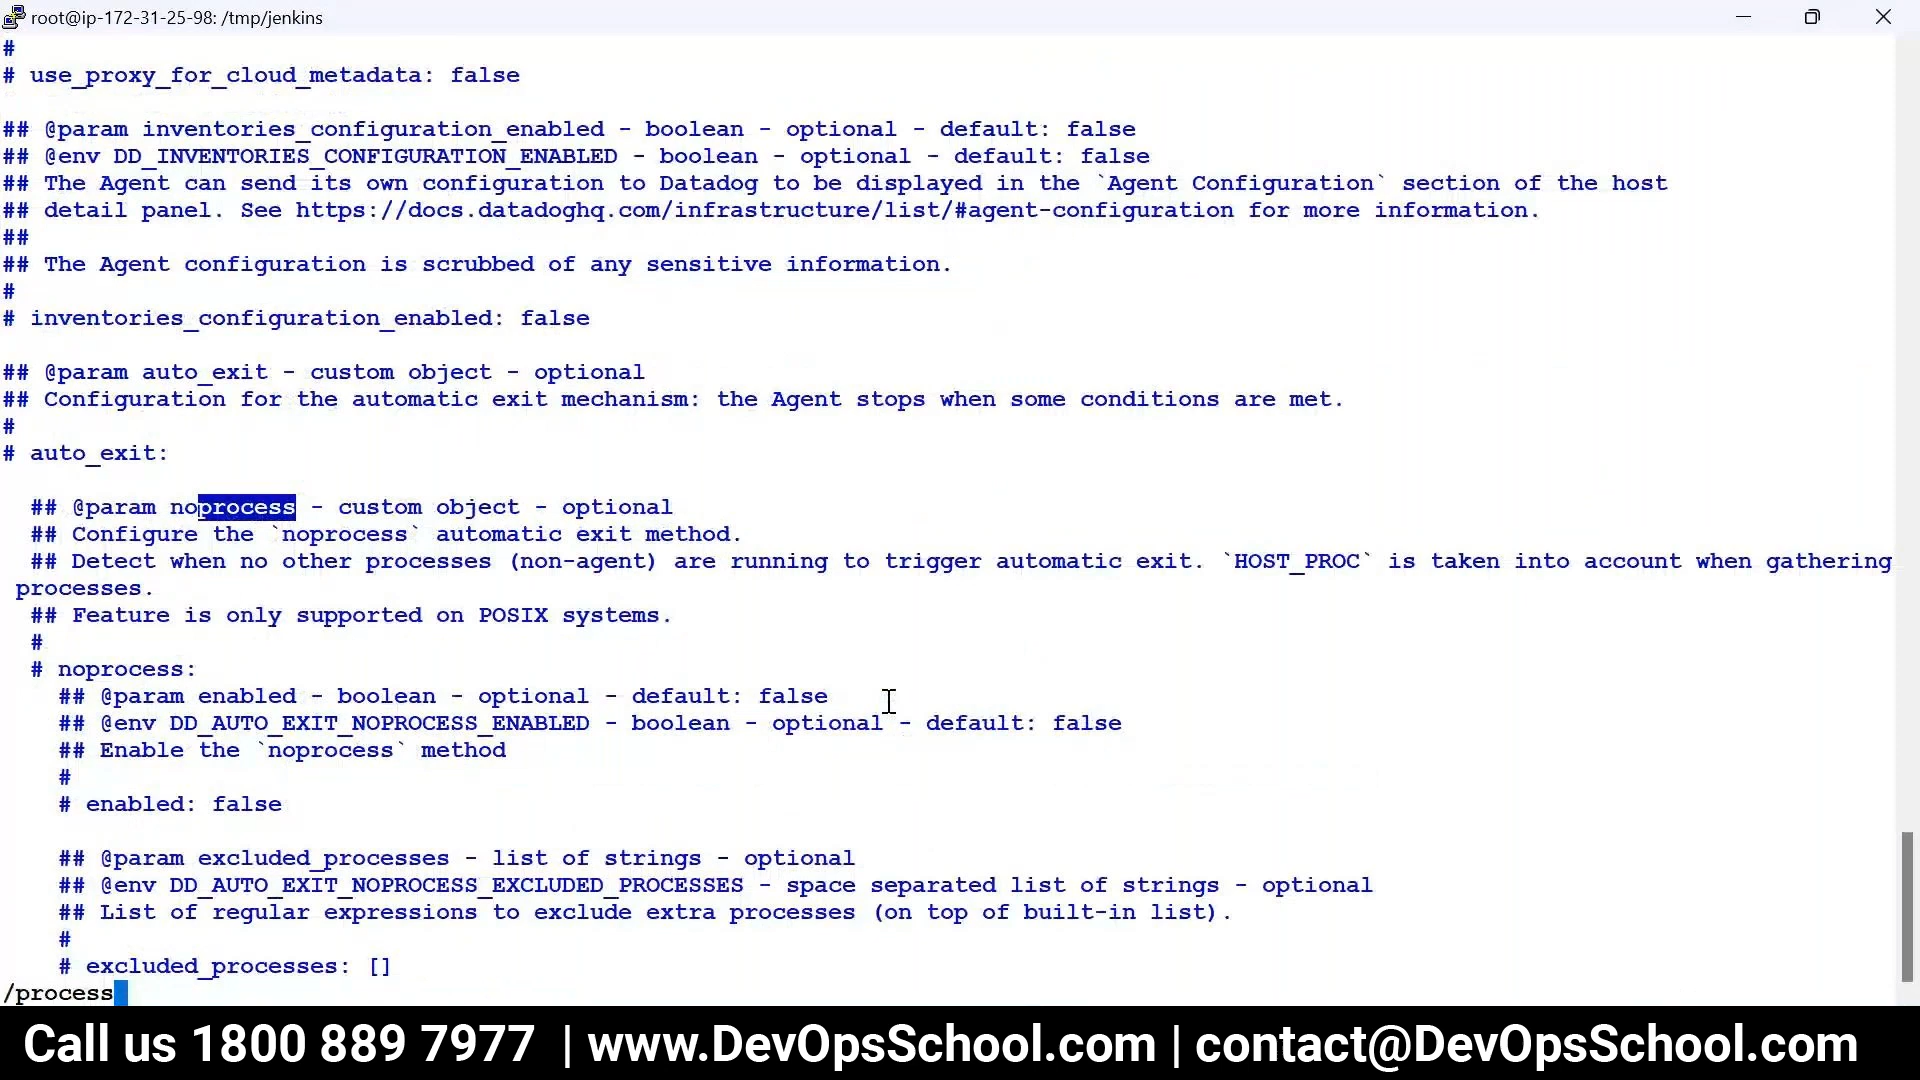 root@ip-172-31-25-98: /tmp/jenkins
#
# use_proxy_for_cloud_metadata: false
## @param inventories_configuration_enabled - boolean - optional - default: false
## @env DD_INVENTORIES_CONFIGURATION_ENABLED - boolean - optional - default: false
## The Agent can send its own configuration to Datadog to be displayed in the `Agent Configuration` section of the host
## detail panel. See https://docs.datadoghq.com/infrastructure/list/#agent-configuration for more information.
##
## The Agent configuration is scrubbed of any sensitive information.
#
# inventories_configuration_enabled: false
## @param auto_exit - custom object - optional
## Configuration for the automatic exit mechanism: the Agent stops when some conditions are met.
#
# auto_exit:
## @param noprocess - custom object - optional
## Configure the `noprocess` automatic exit method.
## Detect when no other processes (non-agent) are running to trigger automatic exit. `HOST_PROC` is taken into account when gathering
processes.
## Feature is only supported on POSIX systems.
#
# noprocess:
## @param enabled - boolean - optional - default: false
## @env DD_AUTO_EXIT_NOPROCESS_ENABLED - boolean - optional - default: false
## Enable the `noprocess` method
#
# enabled: false
## @param excluded_processes - list of strings - optional
## @env DD_AUTO_EXIT_NOPROCESS_EXCLUDED_PROCESSES - space separated list of strings - optional
## List of regular expressions to exclude extra processes (on top of built-in list).
#
# excluded_processes: []
/process
Call us 1800 889 7977 | www.DevOpsSchool.com | contact@DevOpsSchool.com